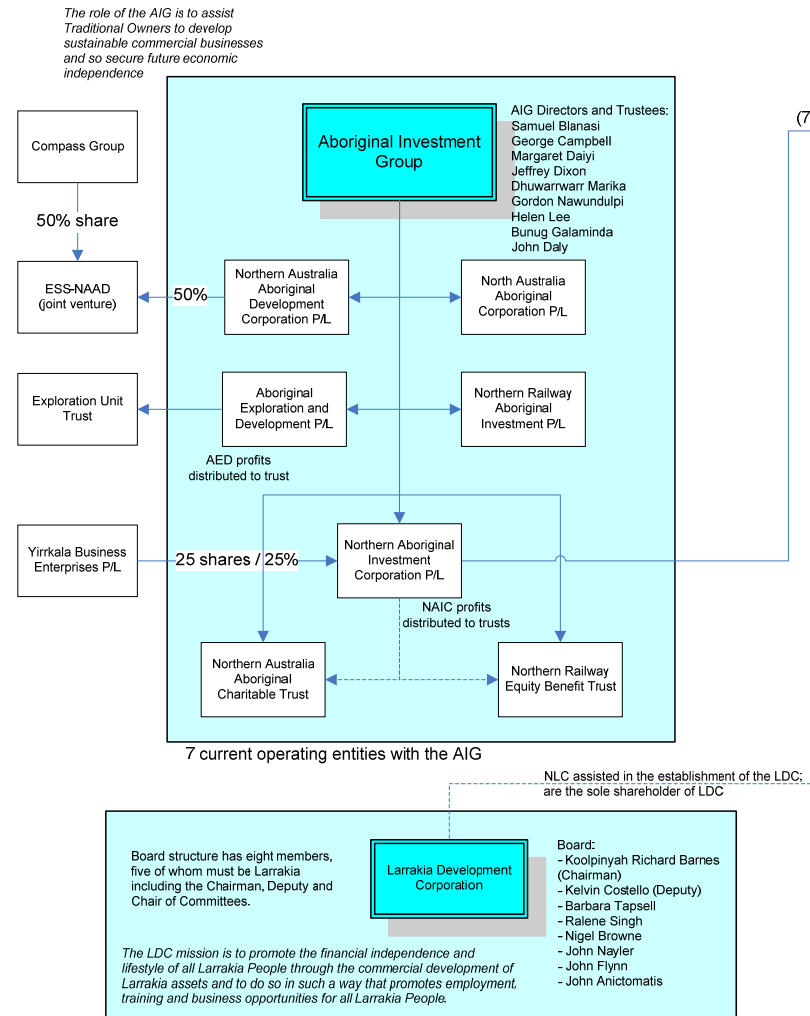 The role of the AIG is to assist
Traditional Owners to develop
sustainable commercial businesses
and so secure future economic
independence
Compass Group
50% share
ESS-NAAD
(joint venture)
Aboriginal Investment
Group
AIG Directors and Trustees:
Samuel Blanasi
George Campbell
Margaret Daiyi
Jeffrey Dixon
Dhuwarrwarr Marika
Gordon Nawundulpi
Helen Lee
Bunug Galaminda
John Daly
(7
50%
Northern Australia
Aboriginal
Development
Corporation P/L
North Australia
Aboriginal
Corporation P/L
Exploration Unit
Trust
Aboriginal
Exploration and
Development P/L
Northern Railway
Aboriginal
Investment P/L
AED profits
distributed to trust
Yirrkala Business
Enterprises P/L
25 shares / 25%
Northern Aboriginal
Investment
Corporation P/L
NAIC profits
distributed to trusts
Northern Australia
Aboriginal
Charitable Trust
Northern Railway
Equity Benefit Trust
7 current operating entities with the AIG
NLC assisted in the establishment of the LDC;
are the sole shareholder of LDC
Board structure has eight members,
five of whom must be Larrakia
including the Chairman, Deputy and
Chair of Committees.
Larrakia Development
Corporation
Board:
- Koolpinyah Richard Barnes
(Chairman)
- Kelvin Costello (Deputy)
- Barbara Tapsell
- Ralene Singh
- Nigel Browne
- John Nayler
- John Flynn
- John Anictomatis
The LDC mission is to promote the financial independence and
lifestyle of all Larrakia People through the commercial development of
Larrakia assets and to do so in such a way that promotes employment,
training and business opportunities for all Larrakia People.